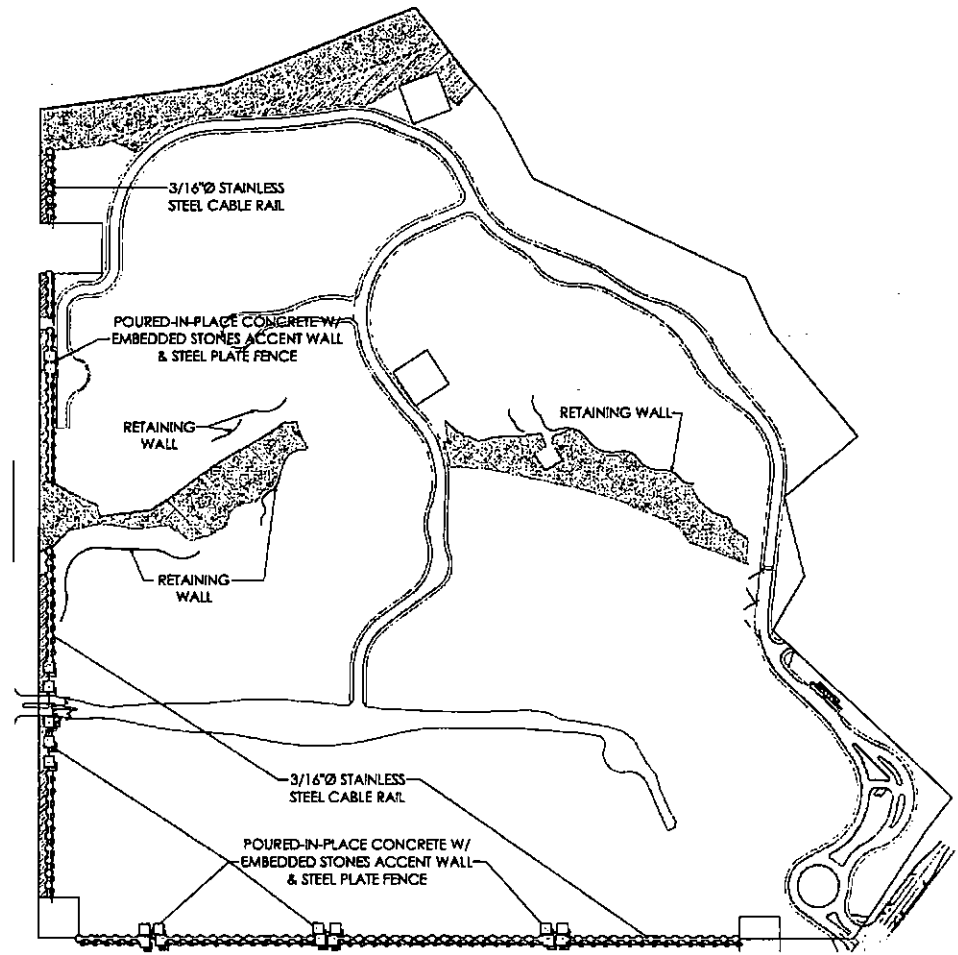 3/16"Ø STAINLESS
STEEL CABLE RAIL
POURED-IN-PLACE CONCRETE W/
EMBEDDED STONES ACCENT WALL
& STEEL PLATE FENCE
RETAINING
WALL
RETAINING WALL
RETAINING
WALL
3/16"Ø STAINLESS
STEEL CABLE RAIL
POURED-IN-PLACE CONCRETE W/
EMBEDDED STONES ACCENT WALL
& STEEL PLATE FENCE